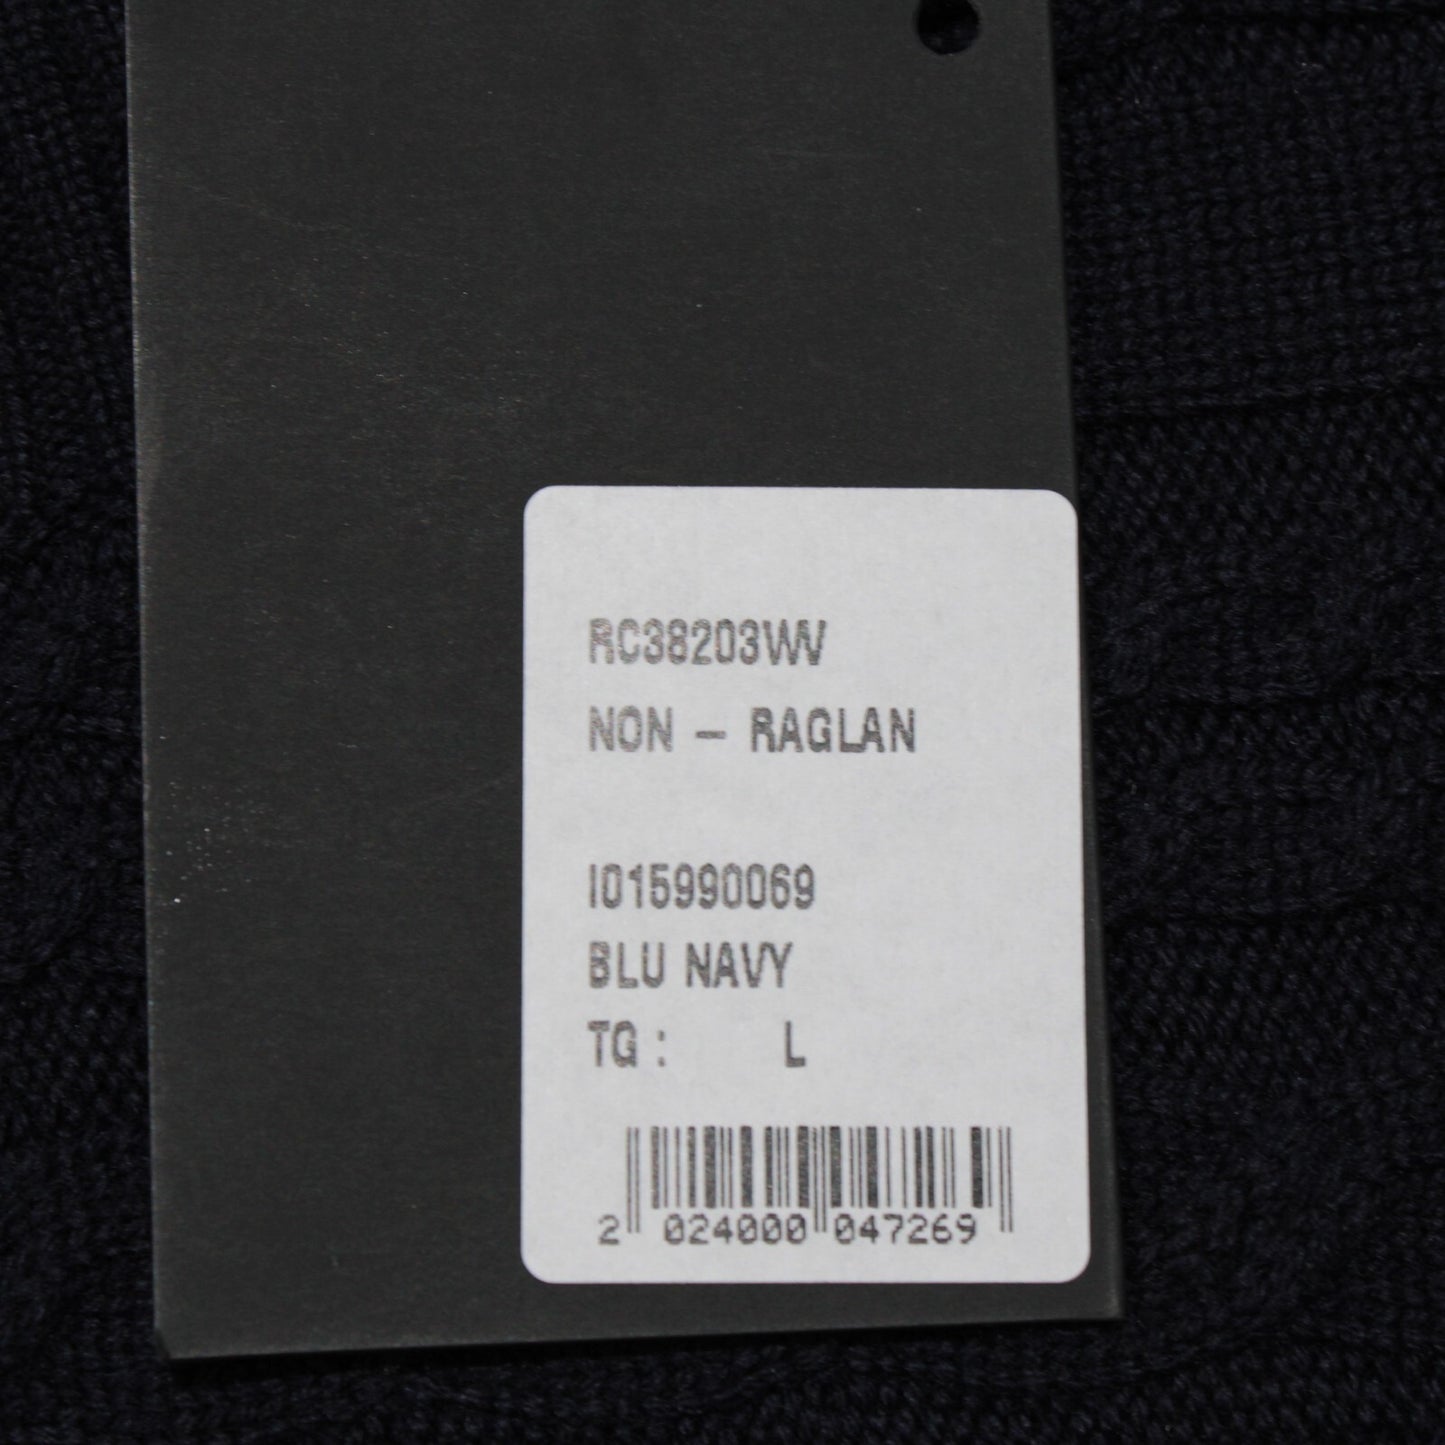 RC38203WV
NON - RAGLAN
I015990069
BLU NAVY
TG : L
2 024000 047269